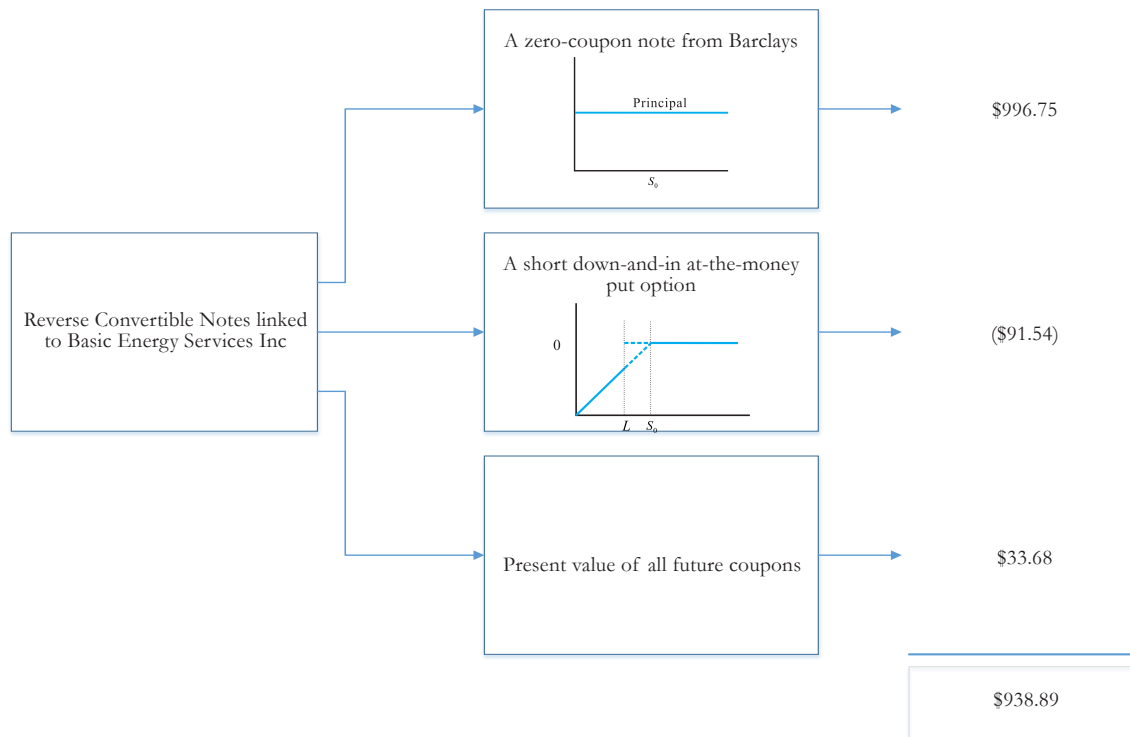 A zero-coupon note from Barclays
Principal
S₀
$996.75
Reverse Convertible Notes linked
to Basic Energy Services Inc
A short down-and-in at-the-money
put option
0
L S₀
($91.54)
Present value of all future coupons
$33.68
$938.89